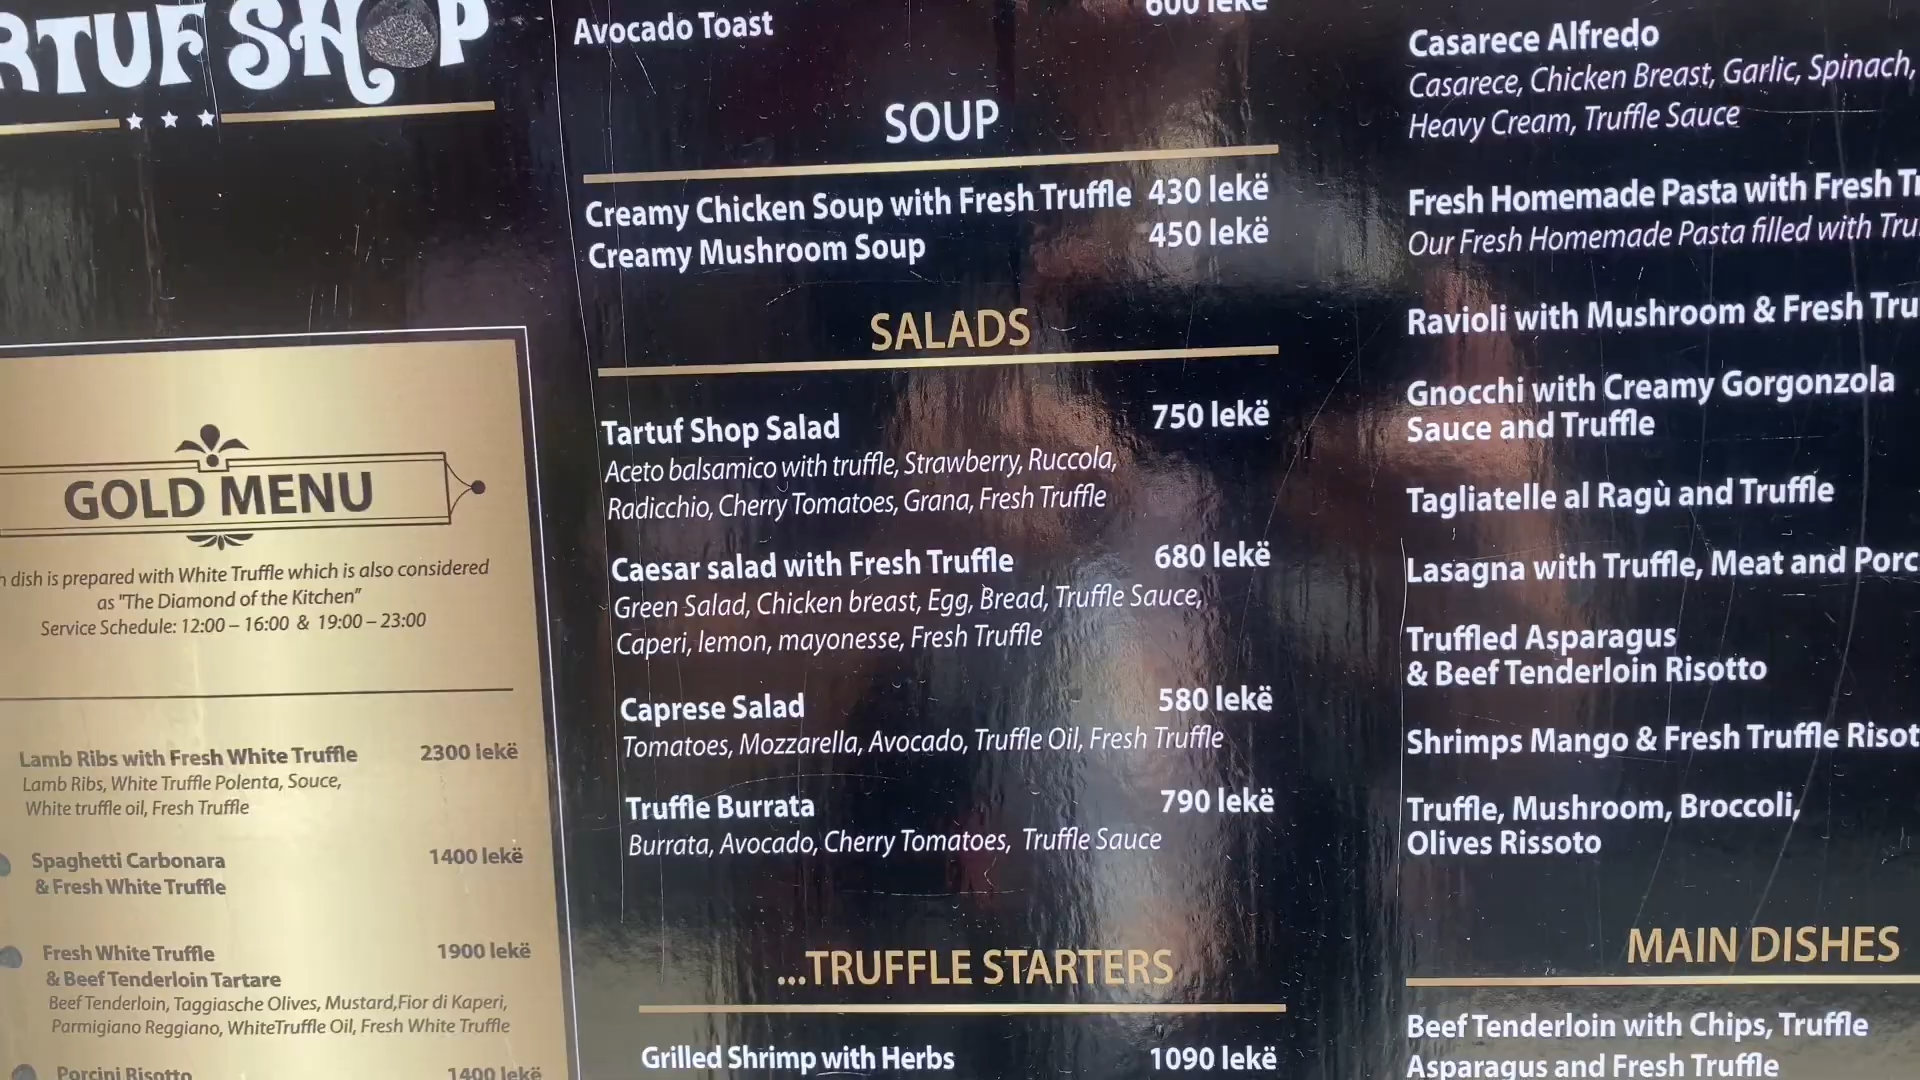 TUF SHOP
GOLD MENU
dish is prepared with White Truffle which is also considered
as "The Diamond of the Kitchen"
Service Schedule: 12:00 – 16:00 & 19:00 – 23:00
Lamb Ribs with Fresh White Truffle 2300 lekë
Lamb Ribs, White Truffle Polenta, Souce,
White truffle oil, Fresh Truffle
Spaghetti Carbonara 1400 lekë
& Fresh White Truffle
Fresh White Truffle 1900 lekë
& Beef Tenderloin Tartare
Beef Tenderloin, Taggiasche Olives, Mustard,Fior di Kaperi,
Parmigiano Reggiano, WhiteTruffle Oil, Fresh White Truffle
Porcini Risotto 1400 lekë
Avocado Toast 600 lekë
SOUP
Creamy Chicken Soup with Fresh Truffle 430 lekë
Creamy Mushroom Soup 450 lekë
SALADS
Tartuf Shop Salad 750 lekë
Aceto balsamico with truffle, Strawberry, Ruccola,
Radicchio, Cherry Tomatoes, Grana, Fresh Truffle
Caesar salad with Fresh Truffle 680 lekë
Green Salad, Chicken breast, Egg, Bread, Truffle Sauce,
Caperi, lemon, mayonesse, Fresh Truffle
Caprese Salad 580 lekë
Tomatoes, Mozzarella, Avocado, Truffle Oil, Fresh Truffle
Truffle Burrata 790 lekë
Burrata, Avocado, Cherry Tomatoes, Truffle Sauce
...TRUFFLE STARTERS
Grilled Shrimp with Herbs 1090 lekë
Casarece Alfredo
Casarece, Chicken Breast, Garlic, Spinach,
Heavy Cream, Truffle Sauce
Fresh Homemade Pasta with Fresh
Our Fresh Homemade Pasta filled with
Ravioli with Mushroom & Fresh
Gnocchi with Creamy Gorgonzola
Sauce and Truffle
Tagliatelle al Ragù and Truffle
Lasagna with Truffle, Meat and
Truffled Asparagus
& Beef Tenderloin Risotto
Shrimps Mango & Fresh Truffle
Truffle, Mushroom, Broccoli,
Olives Rissoto
MAIN DISHES
Beef Tenderloin with Chips, Truffle
Asparagus and Fresh Truffle